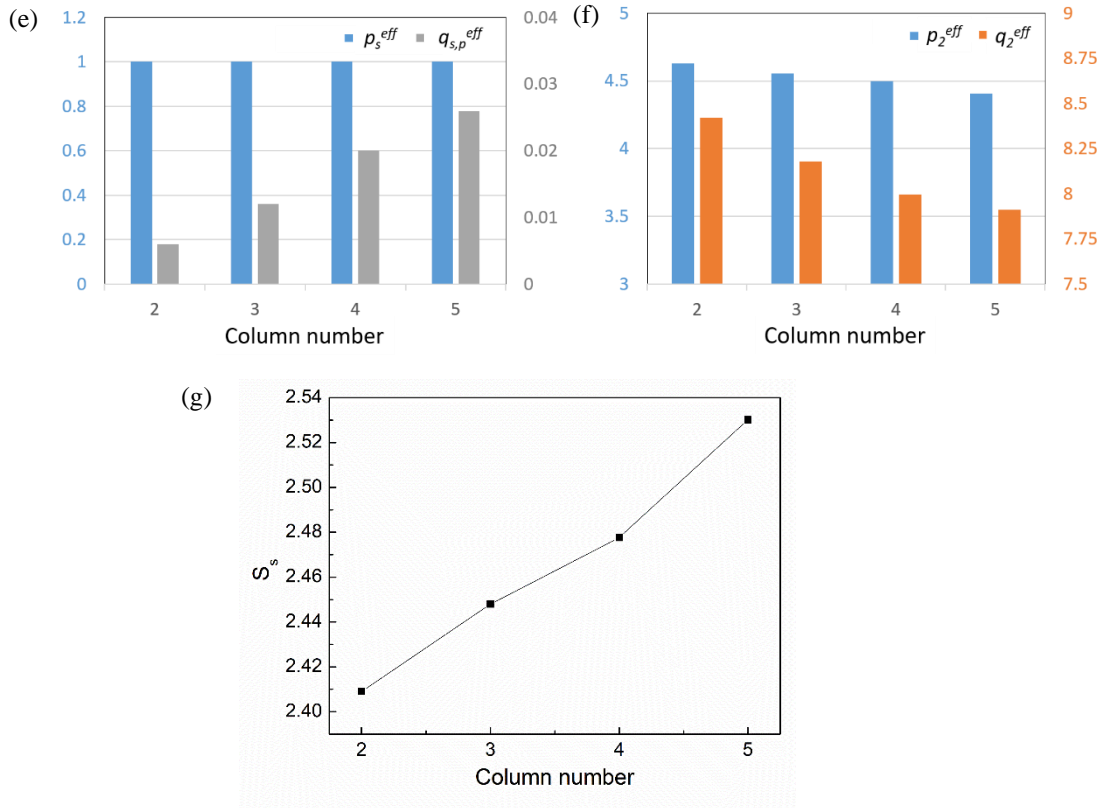 (e)
p_s^eff q_s,p^eff
1.2
1
0.8
0.6
0.4
0.2
0
0.04
0.03
0.02
0.01
0
2 3 4 5
Column number
(f)
p_2^eff q_2^eff
5
4.5
4
3.5
3
9
8.75
8.5
8.25
8
7.75
7.5
2 3 4 5
Column number
(g)
2.54
2.52
2.50
2.48
2.46
2.44
2.42
2.40
S_s
2 3 4 5
Column number